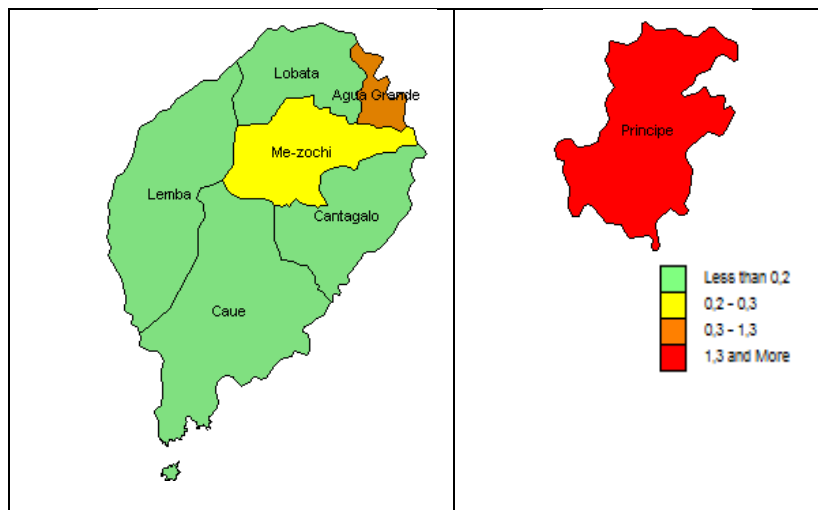 Lobata
Agua Grande
Me-zochi
Lemba
Cantagalo
Caue
Principe
Less than 0,2
0,2 - 0,3
0,3 - 1,3
1,3 and More